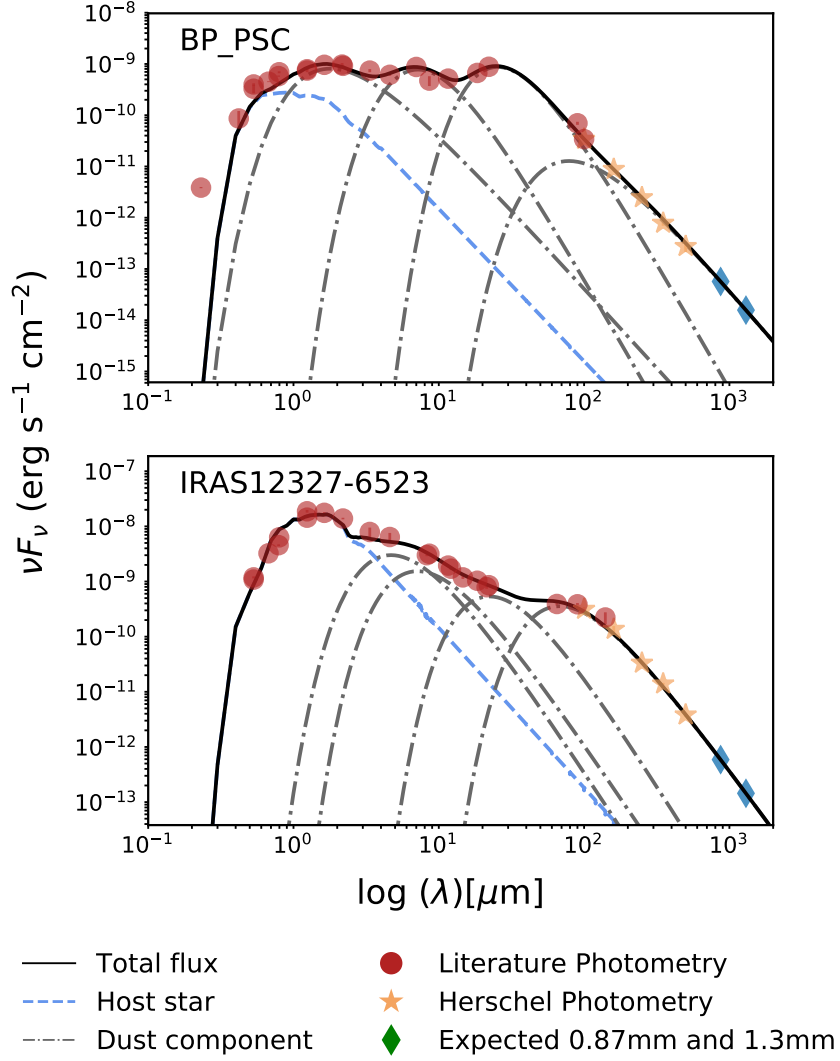 BP_PSC
10⁻⁸
10⁻⁹
10⁻¹⁰
10⁻¹¹
10⁻¹²
10⁻¹³
10⁻¹⁴
10⁻¹⁵
10⁻¹ 10⁰ 10¹ 10² 10³
νFν (erg s⁻¹ cm⁻²)
IRAS12327-6523
10⁻⁷
10⁻⁸
10⁻⁹
10⁻¹⁰
10⁻¹¹
10⁻¹²
10⁻¹³
10⁻¹ 10⁰ 10¹ 10² 10³
log (λ)[μm]
Total flux
Host star
Dust component
Literature Photometry
Herschel Photometry
Expected 0.87mm and 1.3mm